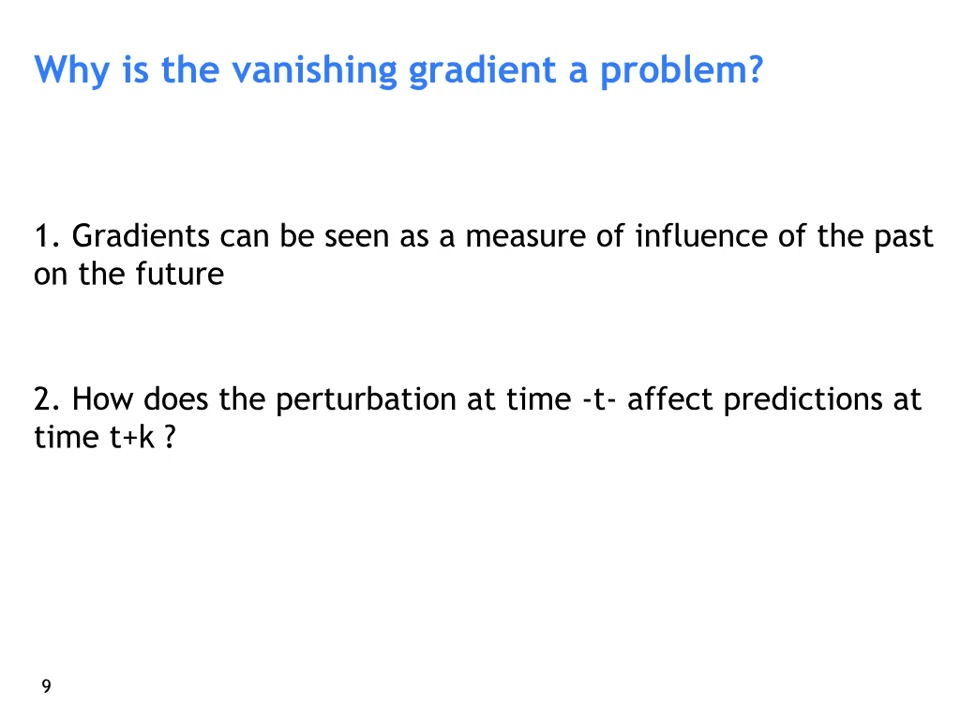 Why is the vanishing gradient a problem?
1. Gradients can be seen as a measure of influence of the past
on the future
2. How does the perturbation at time -t- affect predictions at
time t+k ?
9